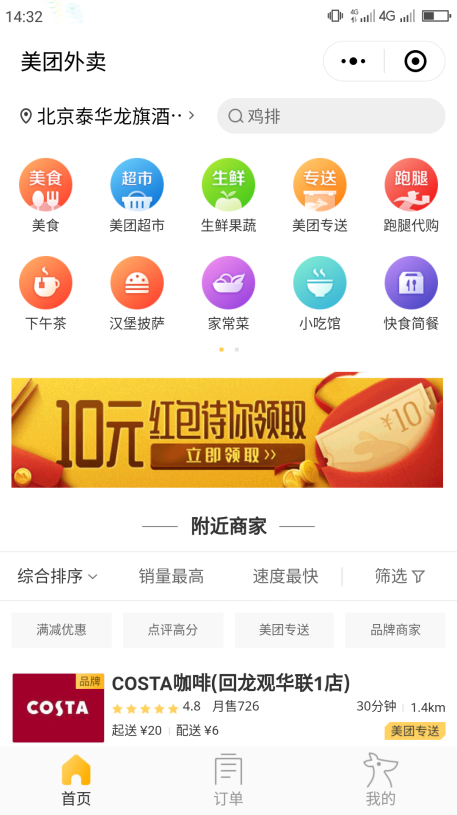 14:32
4G 4G
美团外卖
北京泰华龙旗酒··
鸡排
美食 超市 生鲜 专送 跑腿
美食 美团超市 生鲜果蔬 美团专送 跑腿代购
下午茶 汉堡披萨 家常菜 小吃馆 快食简餐
10元红包待你领取
¥10
立即领取>>
附近商家
综合排序 销量最高 速度最快 筛选
满减优惠 点评高分 美团专送 品牌商家
品牌
COSTA
COSTA咖啡(回龙观华联1店)
4.8 月售726 30分钟 1.4km
起送 ¥20 配送 ¥6 美团专送
首页 订单 我的